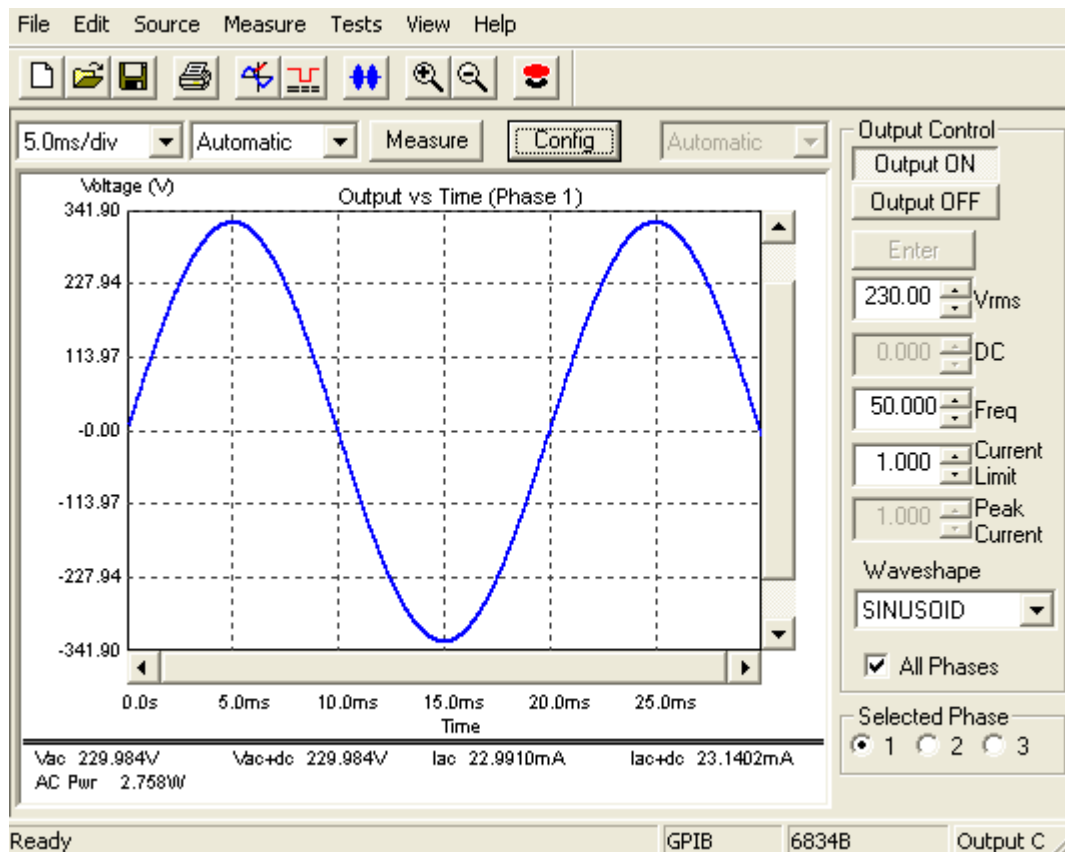 File Edit Source Measure Tests View Help
5.0ms/div Automatic Measure Config Automatic
Output Control
Output ON
Output OFF
Enter
230.00 Vrms
0.000 DC
50.000 Freq
1.000 Current Limit
1.000 Peak Current
Waveshape
SINUSOID
All Phases
Selected Phase
1 2 3
Voltage (V)
Output vs Time (Phase 1)
341.90
227.94
113.97
-0.00
-113.97
-227.94
-341.90
0.0s 5.0ms 10.0ms 15.0ms 20.0ms 25.0ms
Time
Vac 229.984V Vac+dc 229.984V Iac 22.9910mA Iac+dc 23.1402mA
AC Pwr 2.758W
Ready GPIB 6834B Output C